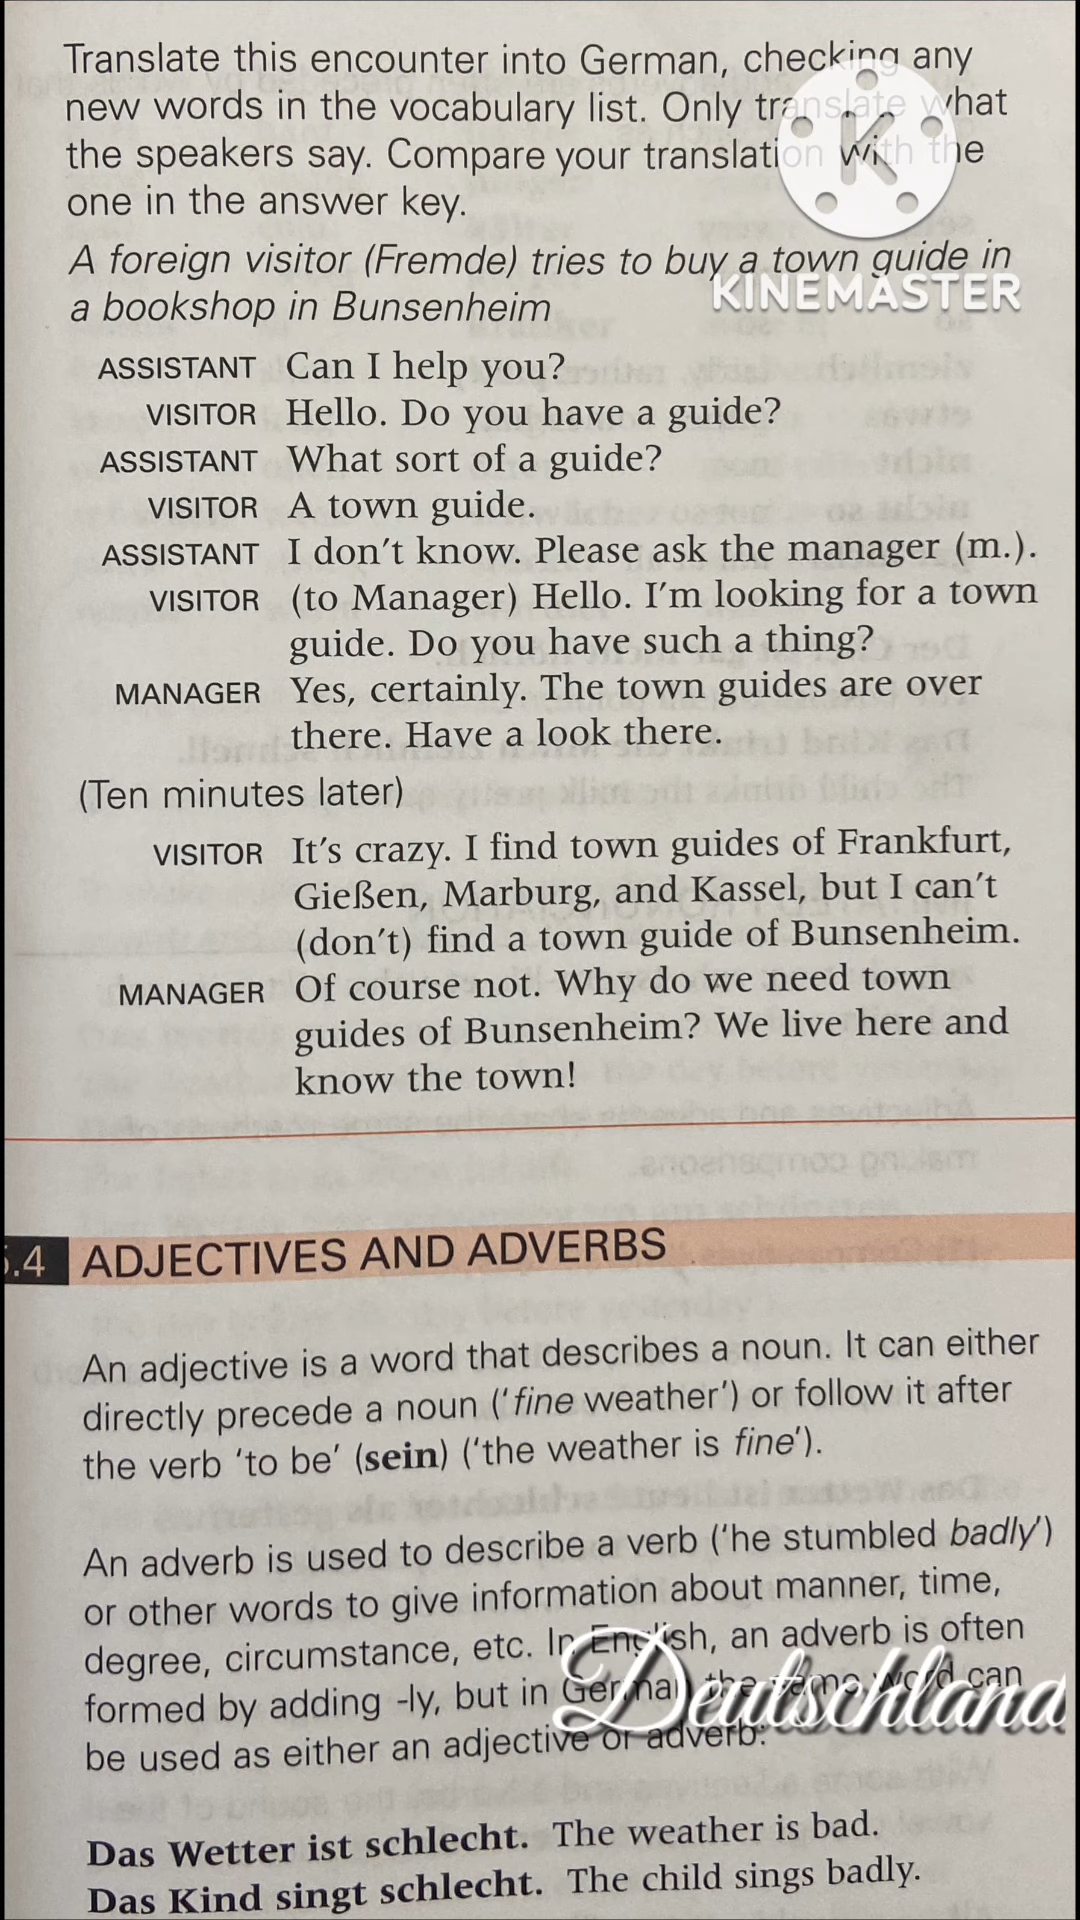 Translate this encounter into German, checking any
new words in the vocabulary list. Only translate what
the speakers say. Compare your translation with the
one in the answer key.
A foreign visitor (Fremde) tries to buy a town guide in
a bookshop in Bunsenheim
KINEMASTER
ASSISTANT Can I help you?
VISITOR Hello. Do you have a guide?
ASSISTANT What sort of a guide?
VISITOR A town guide.
ASSISTANT I don't know. Please ask the manager (m.).
VISITOR (to Manager) Hello. I'm looking for a town
guide. Do you have such a thing?
MANAGER Yes, certainly. The town guides are over
there. Have a look there.
(Ten minutes later)
VISITOR It's crazy. I find town guides of Frankfurt,
Gießen, Marburg, and Kassel, but I can't
(don't) find a town guide of Bunsenheim.
MANAGER Of course not. Why do we need town
guides of Bunsenheim? We live here and
know the town!
.4 ADJECTIVES AND ADVERBS
An adjective is a word that describes a noun. It can either
directly precede a noun ('fine weather') or follow it after
the verb 'to be' (sein) ('the weather is fine').
An adverb is used to describe a verb ('he stumbled badly')
or other words to give information about manner, time,
degree, circumstance, etc. In English, an adverb is often
formed by adding -ly, but in German the same word can
Deutschland
be used as either an adjective or adverb:
Das Wetter ist schlecht. The weather is bad.
Das Kind singt schlecht. The child sings badly.